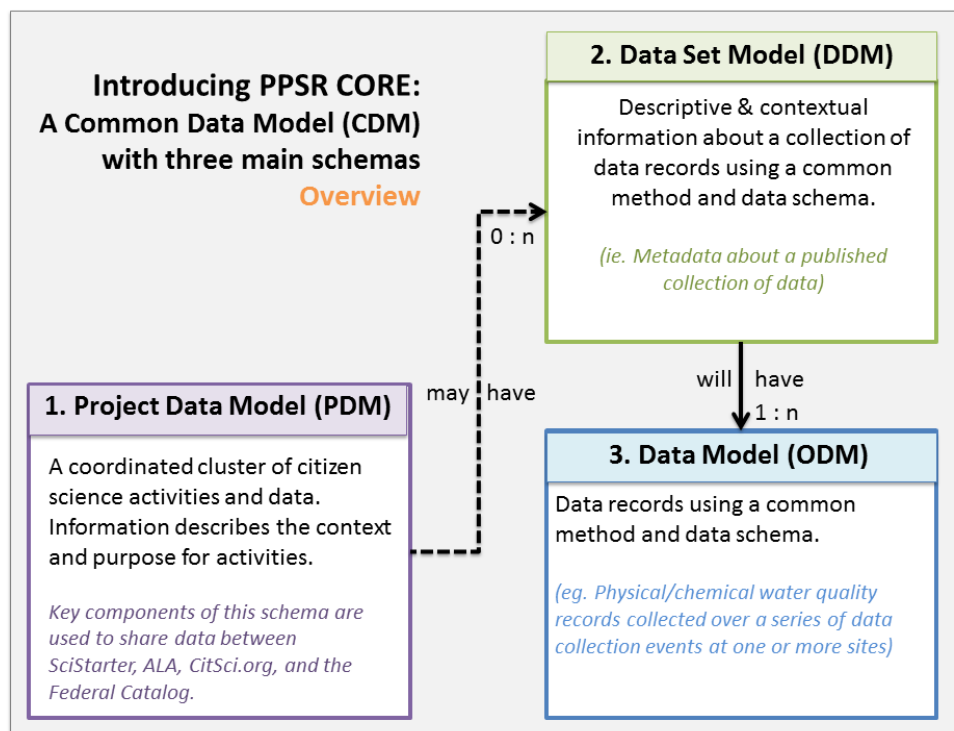 Introducing PPSR CORE:
A Common Data Model (CDM)
with three main schemas
Overview
2. Data Set Model (DDM)
Descriptive & contextual
information about a collection of
data records using a common
method and data schema.
(ie. Metadata about a published
collection of data)
0 : n
may have
will have
1 : n
1. Project Data Model (PDM)
A coordinated cluster of citizen
science activities and data.
Information describes the context
and purpose for activities.
Key components of this schema are
used to share data between
SciStarter, ALA, CitSci.org, and the
Federal Catalog.
3. Data Model (ODM)
Data records using a common
method and data schema.
(eg. Physical/chemical water quality
records collected over a series of data
collection events at one or more sites)